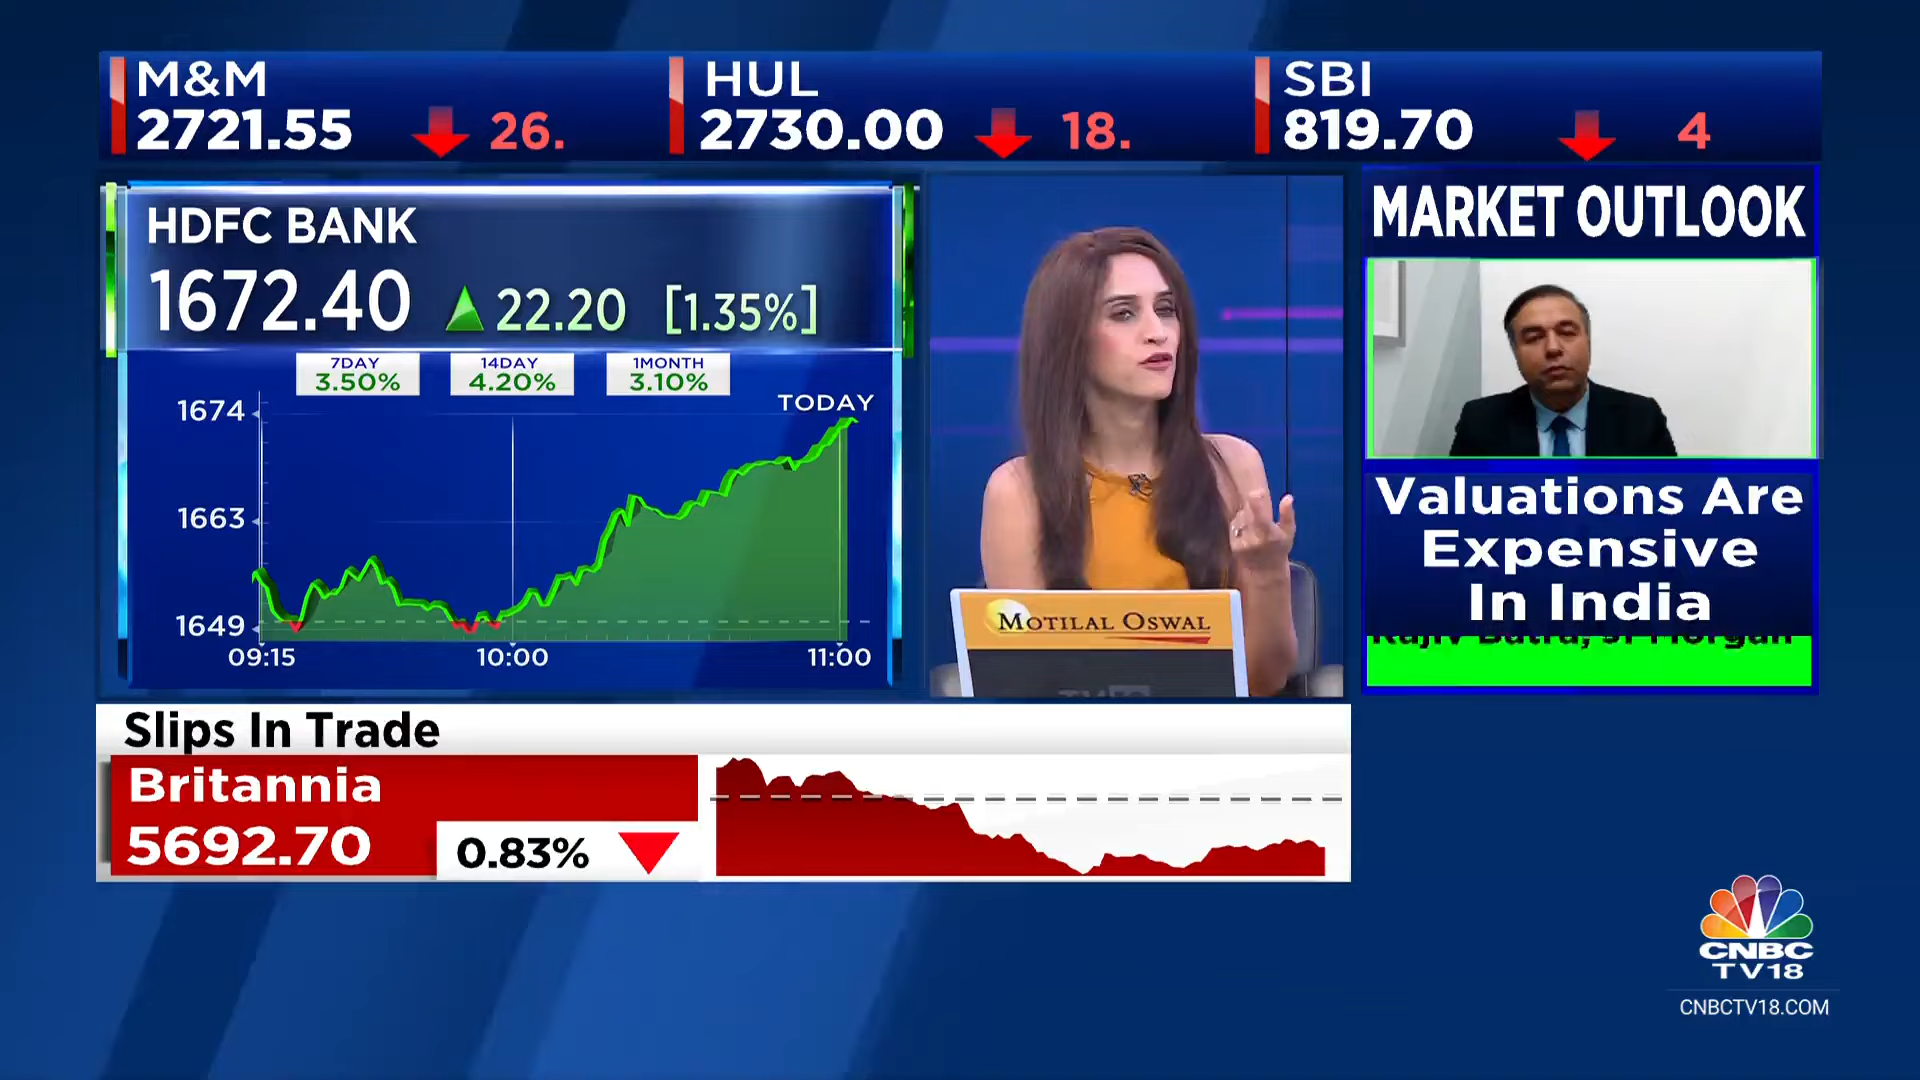 M&M
2721.55 26.
HUL
2730.00 18.
SBI
819.70 4
HDFC BANK
1672.40 22.20 [1.35%]
7DAY
3.50%
14DAY
4.20%
1MONTH
3.10%
TODAY
1674
1663
1649
09:15 10:00 11:00
MOTILAL OSWAL
MARKET OUTLOOK
Valuations Are
Expensive
In India
Slips In Trade
Britannia
5692.70 0.83%
CNBC
TV18
CNBCTV18.COM